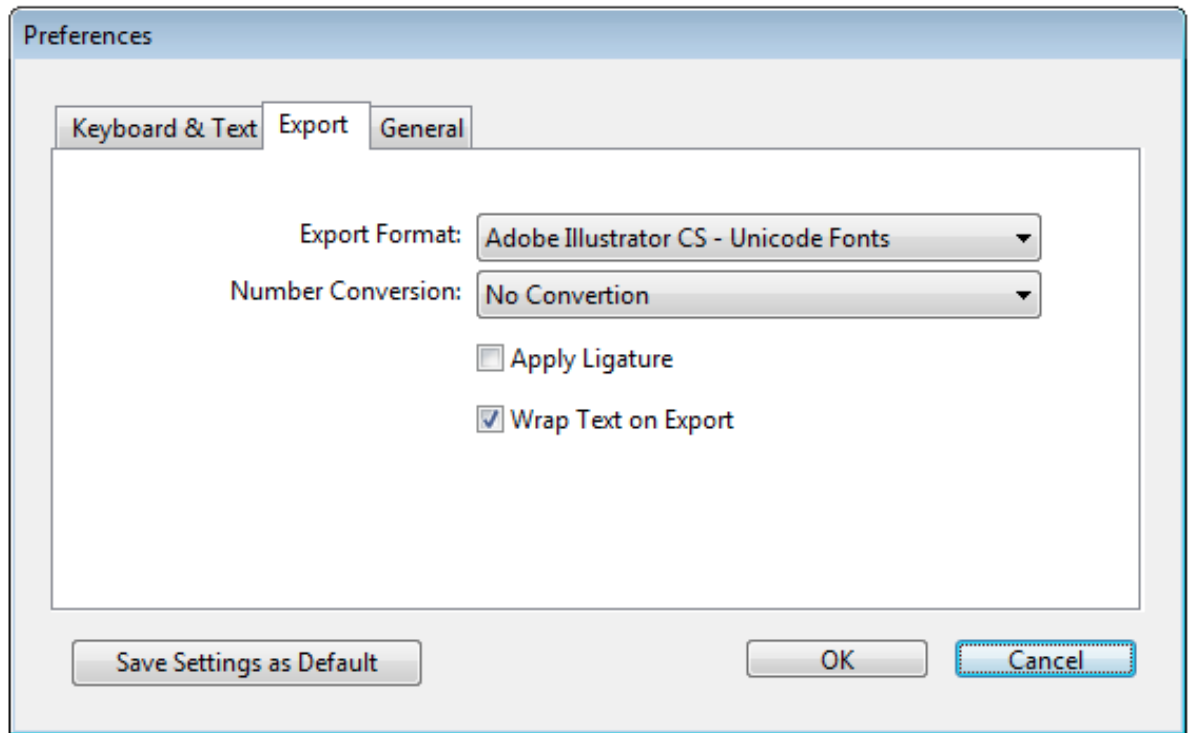 Preferences
Keyboard & Text Export General
Export Format: Adobe Illustrator CS - Unicode Fonts
Number Conversion: No Convertion
Apply Ligature
Wrap Text on Export
Save Settings as Default OK Cancel